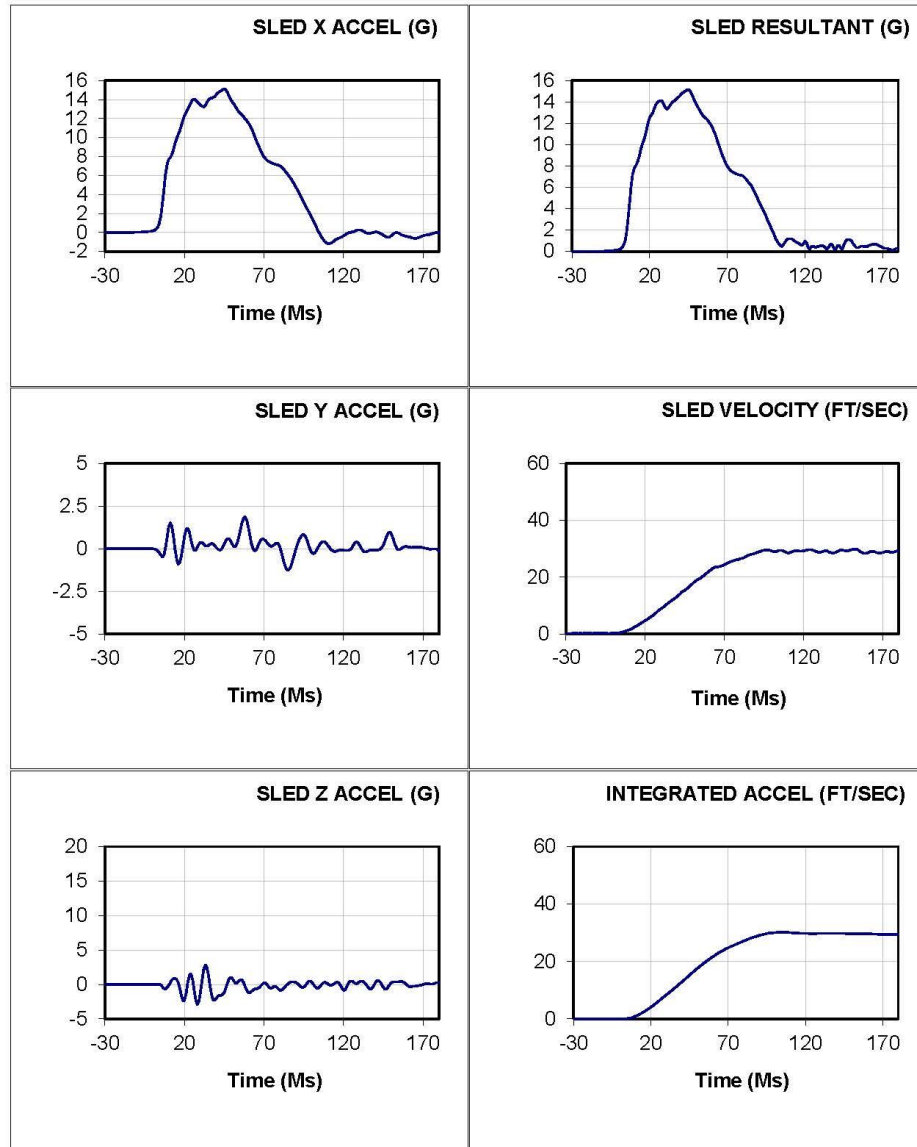 SLED X ACCEL (G)
16
14
12
10
8
6
4
2
0
-2
-30 20 70 120 170
Time (Ms)
SLED RESULTANT (G)
16
14
12
10
8
6
4
2
0
-30 20 70 120 170
Time (Ms)
SLED Y ACCEL (G)
5
2.5
0
-2.5
-5
-30 20 70 120 170
Time (Ms)
SLED VELOCITY (FT/SEC)
60
40
20
0
-30 20 70 120 170
Time (Ms)
SLED Z ACCEL (G)
20
15
10
5
0
-5
-30 20 70 120 170
Time (Ms)
INTEGRATED ACCEL (FT/SEC)
60
40
20
0
-30 20 70 120 170
Time (Ms)